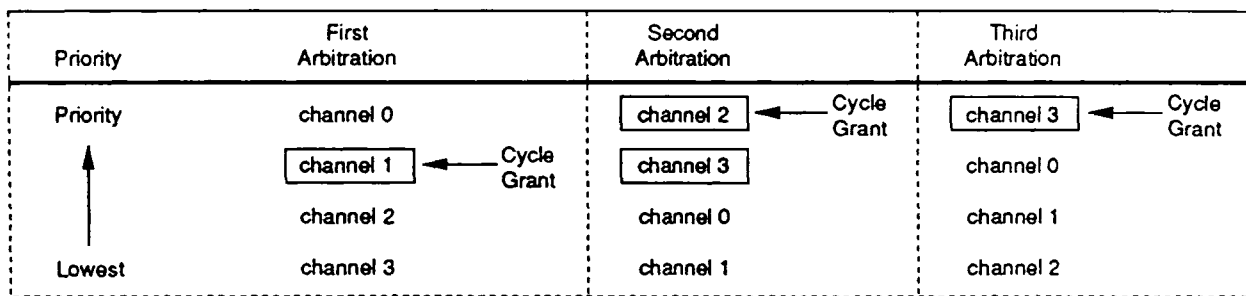 Priority First Arbitration Second Arbitration Third Arbitration
Priority channel 0 channel 2 Cycle Grant channel 3 Cycle Grant
channel 1 Cycle Grant channel 3 channel 0
channel 2 channel 0 channel 1
Lowest channel 3 channel 1 channel 2